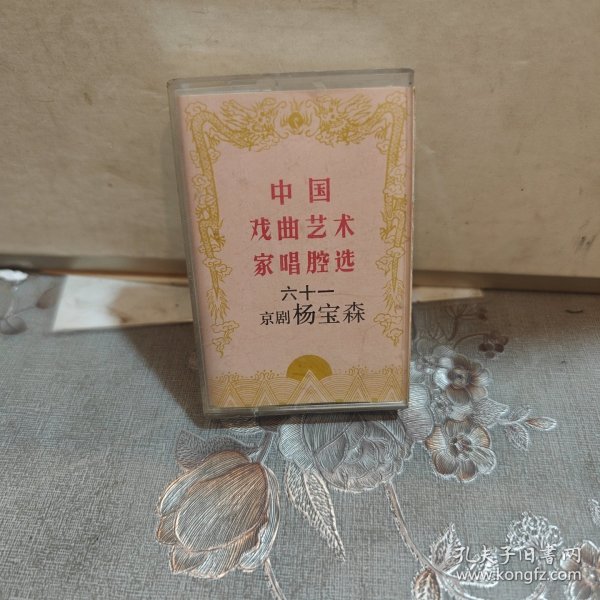 中国
戏曲艺术
家唱腔选
六十一
京剧杨宝森
孔夫子旧书网
www.kongfz.com